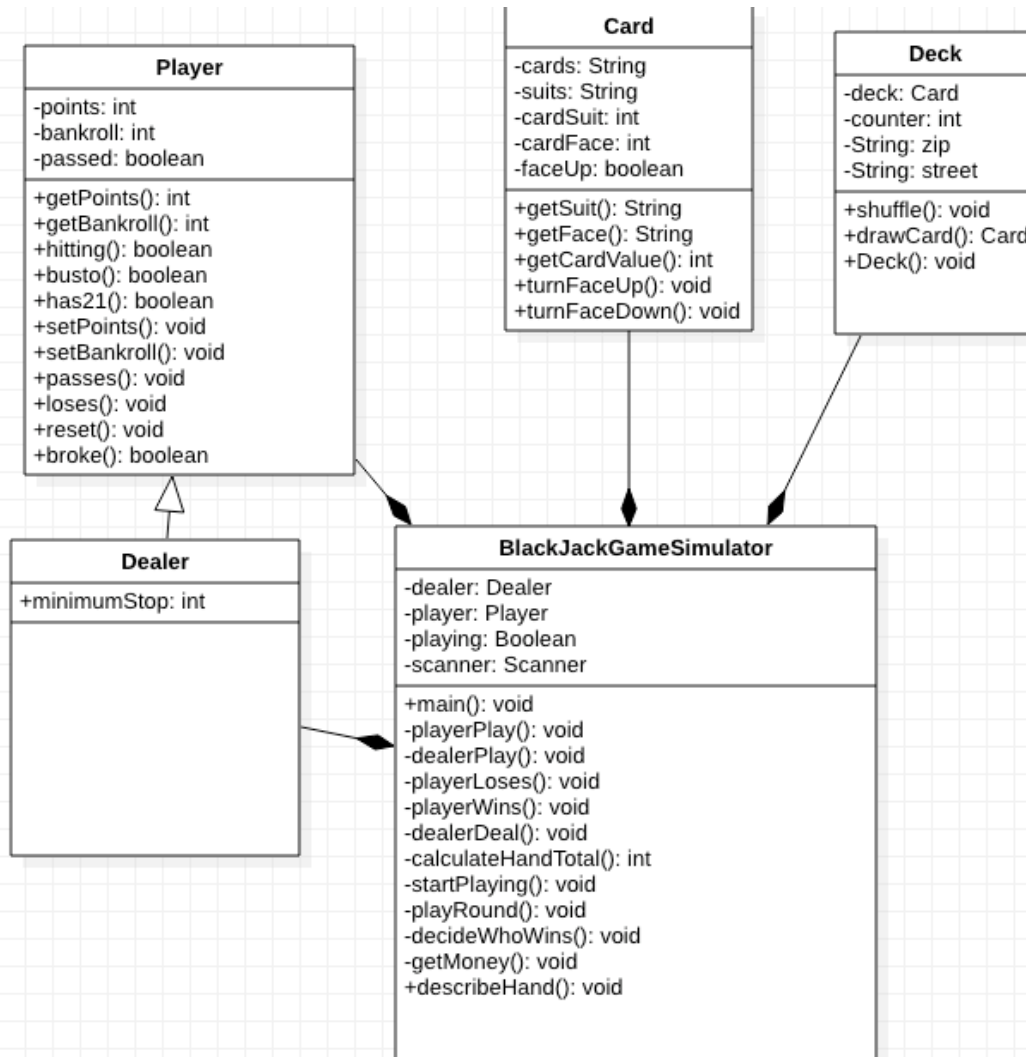 Player
-points: int
-bankroll: int
-passed: boolean
+getPoints(): int
+getBankroll(): int
+hitting(): boolean
+busto(): boolean
+has21(): boolean
+setPoints(): void
+setBankroll(): void
+passes(): void
+loses(): void
+reset(): void
+broke(): boolean
Card
-cards: String
-suits: String
-cardSuit: int
-cardFace: int
-faceUp: boolean
+getSuit(): String
+getFace(): String
+getCardValue(): int
+turnFaceUp(): void
+turnFaceDown(): void
Deck
-deck: Card
-counter: int
-String: zip
-String: street
+shuffle(): void
+drawCard(): Card
+Deck(): void
Dealer
+minimumStop: int
BlackJackGameSimulator
-dealer: Dealer
-player: Player
-playing: Boolean
-scanner: Scanner
+main(): void
-playerPlay(): void
-dealerPlay(): void
-playerLoses(): void
-playerWins(): void
-dealerDeal(): void
-calculateHandTotal(): int
-startPlaying(): void
-playRound(): void
-decideWhoWins(): void
-getMoney(): void
+describeHand(): void